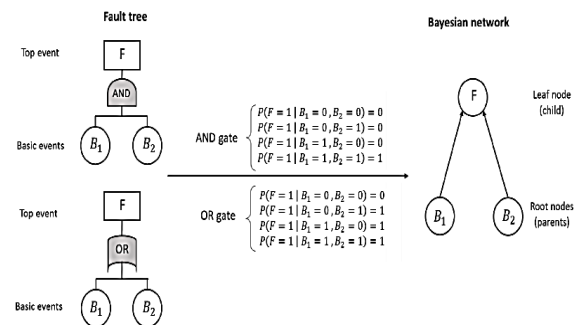 Fault tree
Top event
F
AND
Basic events
B₁
B₂
Top event
F
OR
Basic events
B₁
B₂
AND gate
P(F = 1 | B₁ = 0, B₂ = 0) = 0
P(F = 1 | B₁ = 0, B₂ = 1) = 0
P(F = 1 | B₁ = 1, B₂ = 0) = 0
P(F = 1 | B₁ = 1, B₂ = 1) = 1
OR gate
P(F = 1 | B₁ = 0, B₂ = 0) = 0
P(F = 1 | B₁ = 0, B₂ = 1) = 1
P(F = 1 | B₁ = 1, B₂ = 0) = 1
P(F = 1 | B₁ = 1, B₂ = 1) = 1
Bayesian network
F
Leaf node
(child)
B₁
B₂
Root nodes
(parents)